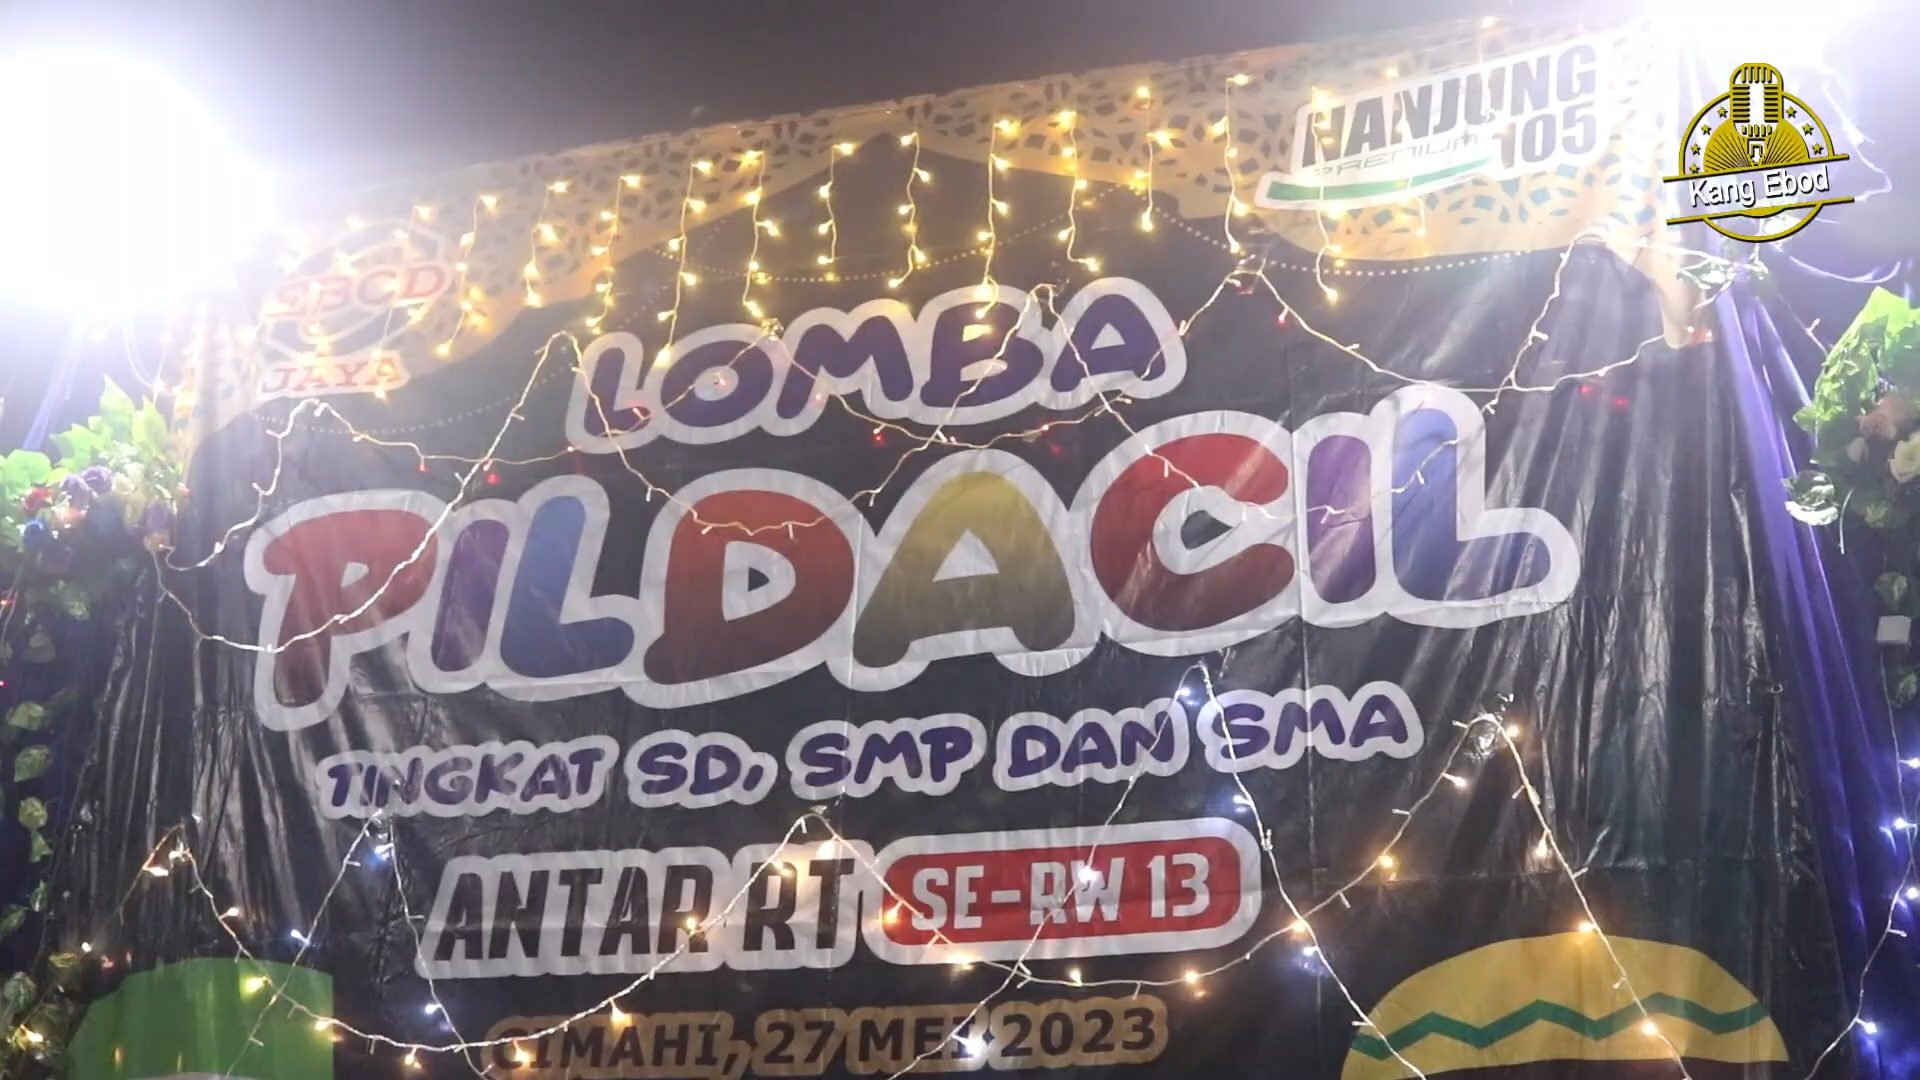 HANJUNG
PREMIUM 105
Kang Ebod
SBCD
JAYA
LOMBA
PILDACIL
TINGKAT SD, SMP DAN SMA
ANTAR RT SE-RW 13
CIMAHI, 27 MEI 2023